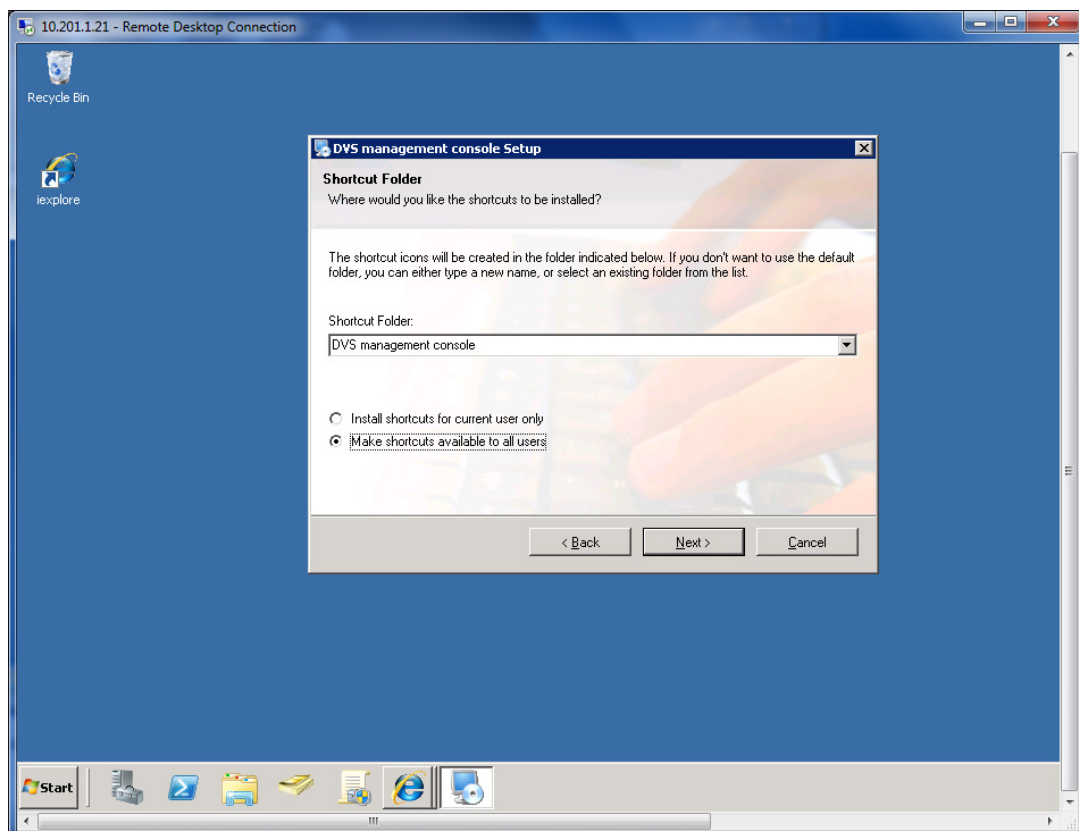 10.201.1.21 - Remote Desktop Connection
Recycle Bin
iexplore
DVS management console Setup
Shortcut Folder
Where would you like the shortcuts to be installed?
The shortcut icons will be created in the folder indicated below. If you don't want to use the default
folder, you can either type a new name, or select an existing folder from the list.
Shortcut Folder:
DVS management console
Install shortcuts for current user only
Make shortcuts available to all users
< Back
Next >
Cancel
Start